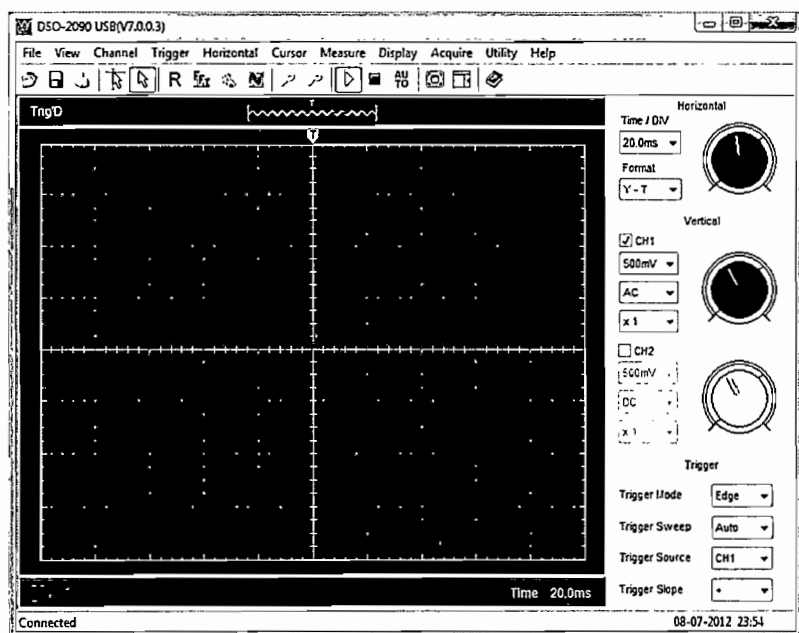 DSO-2090 USB(V7.0.0.3)
File View Channel Trigger Horizontal Cursor Measure Display Acquire Utility Help
R
AU
TO
Trig'D
T
T
Horizontal
Time / DIV
20.0ms
Format
Y - T
Vertical
CH1
500mV
AC
x 1
CH2
500mV
DC
x 1
Trigger
Trigger Mode Edge
Trigger Sweep Auto
Trigger Source CH1
Trigger Slope +
Time 20.0ms
Connected
08-07-2012 23:54